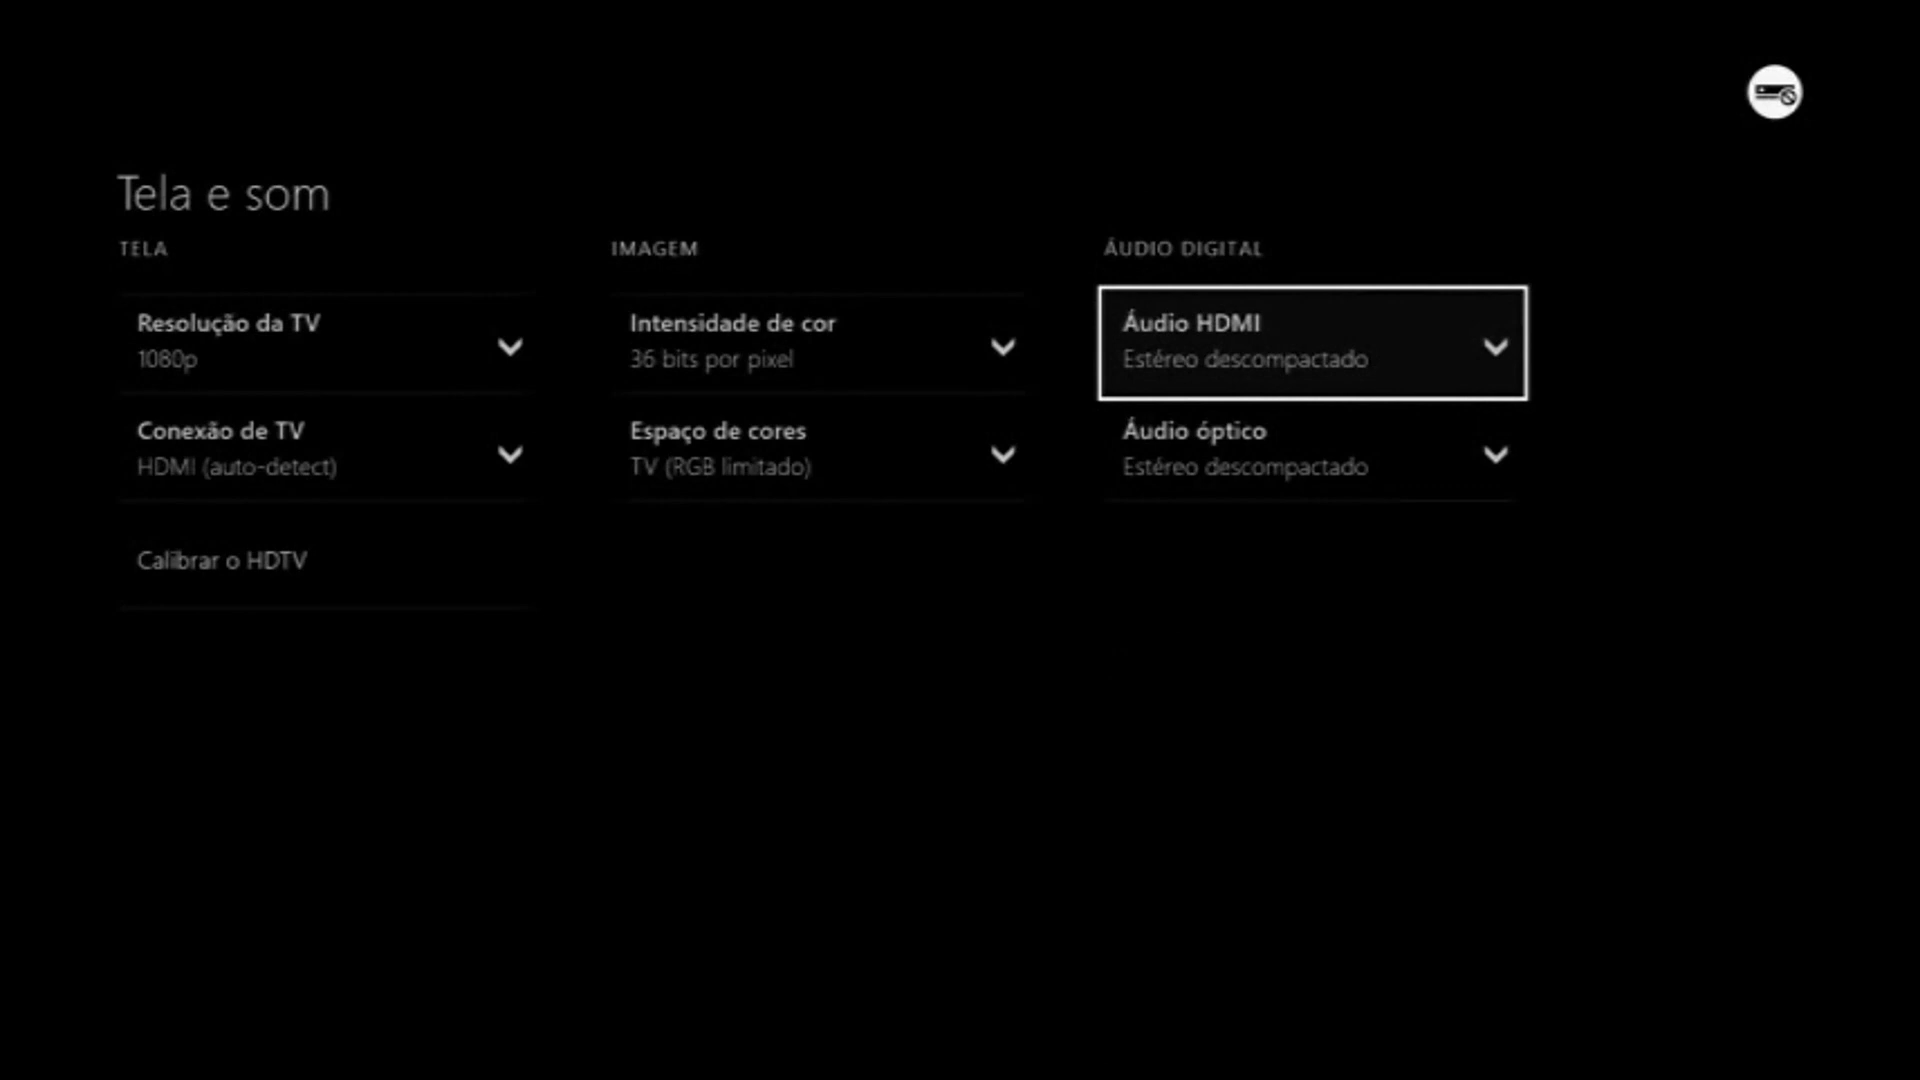 Tela e som
TELA
Resolução da TV
1080p
Conexão de TV
HDMI (auto-detect)
Calibrar o HDTV
IMAGEM
Intensidade de cor
36 bits por pixel
Espaço de cores
TV (RGB limitado)
ÁUDIO DIGITAL
Áudio HDMI
Estéreo descompactado
Áudio óptico
Estéreo descompactado